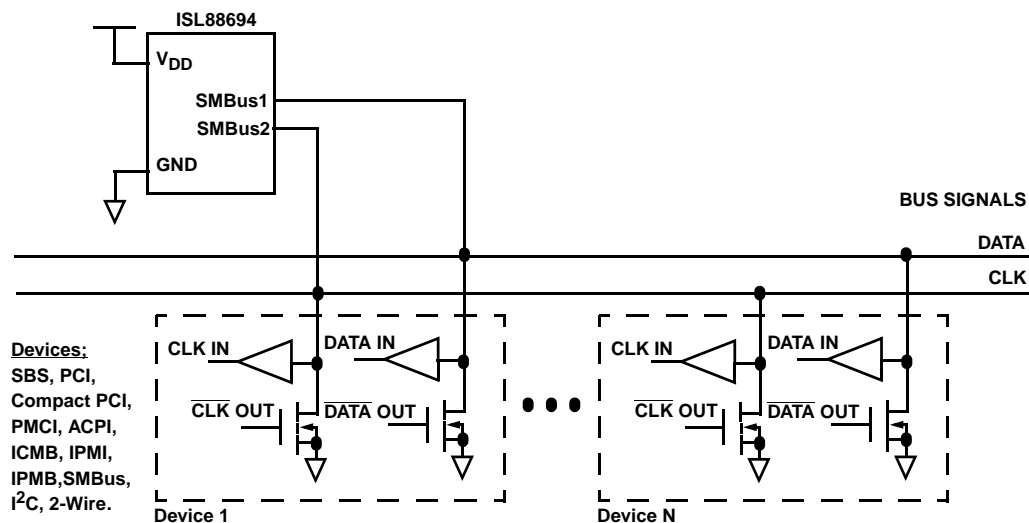 ISL88694
VDD
SMBus1
SMBus2
GND
BUS SIGNALS
DATA
CLK
Devices;
SBS, PCI,
Compact PCI,
PMCI, ACPI,
ICMB, IPMI,
IPMB,SMBus,
I²C, 2-Wire.
CLK IN
DATA IN
CLK OUT
DATA OUT
Device 1
CLK IN
DATA IN
CLK OUT
DATA OUT
Device N